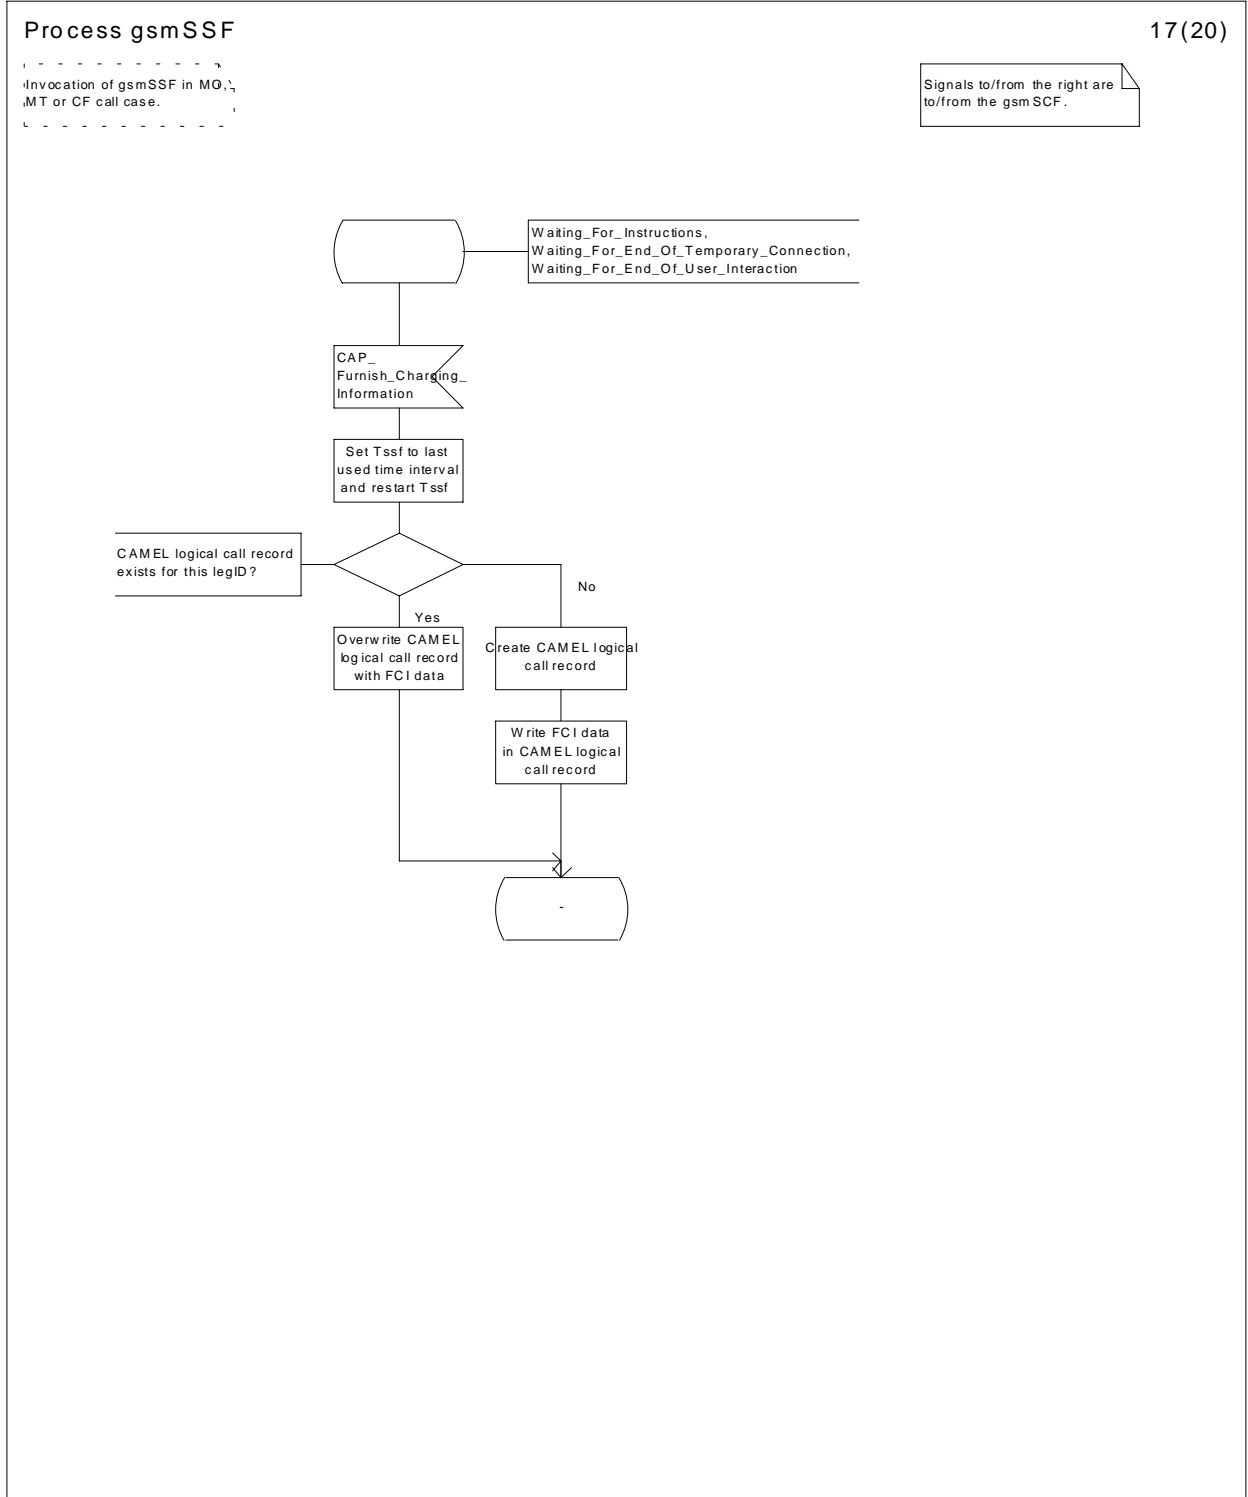 Process gsmSSF
17(20)
Invocation of gsmSSF in MO,
MT or CF call case.
Signals to/from the right are
to/from the gsmSCF.
Waiting_For_Instructions,
Waiting_For_End_Of_Temporary_Connection,
Waiting_For_End_Of_User_Interaction
CAP_
Furnish_Charging_
Information
Set Tssf to last
used time interval
and restart Tssf
CAMEL logical call record
exists for this legID?
No
Yes
Overwrite CAMEL
logical call record
with FCI data
Create CAMEL logical
call record
Write FCI data
in CAMEL logical
call record
-